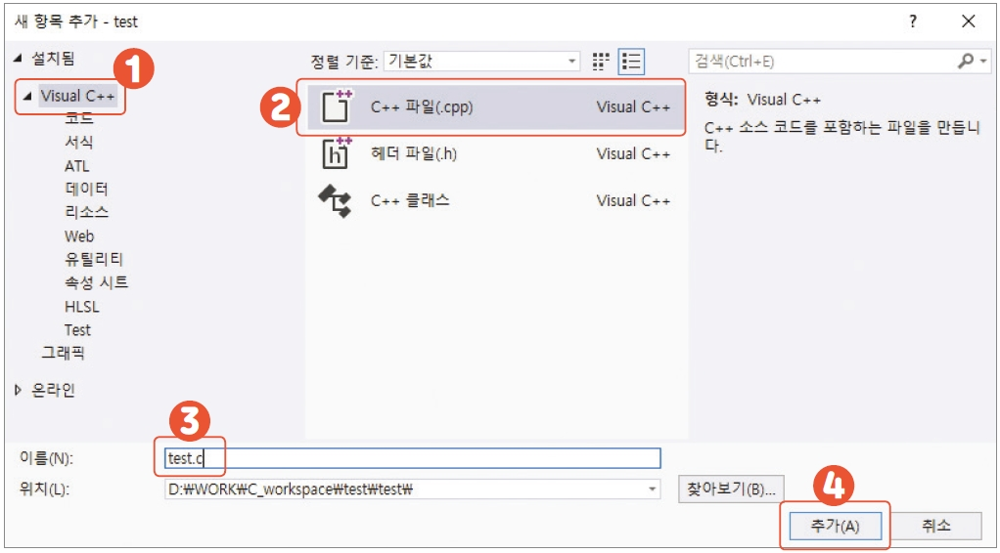 새 항목 추가 - test
?
설치됨
1
Visual C++
코드
서식
ATL
데이터
리소스
Web
유틸리티
속성 시트
HLSL
Test
그래픽
온라인
정렬 기준: 기본값
2
C++ 파일(.cpp) Visual C++
헤더 파일(.h) Visual C++
C++ 클래스 Visual C++
검색(Ctrl+E)
형식: Visual C++
C++ 소스 코드를 포함하는 파일을 만듭니
다.
3
이름(N): test.c
위치(L): D:₩WORK₩C_workspace₩test₩test₩
찾아보기(B)...
4
추가(A)
취소